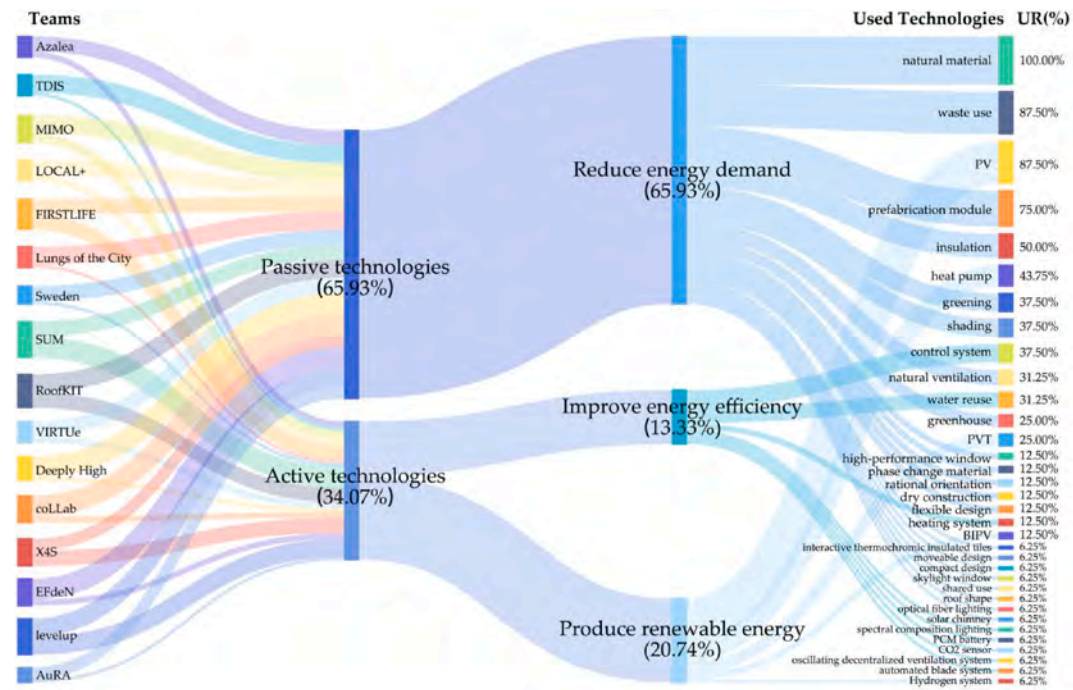 Teams
Used Technologies UR(%)
Azalea
TDIS
MIMO
LOCAL+
FIRSTLIFE
Lungs of the City
Sweden
SUM
RoofKIT
VIRTUe
Deeply High
coLLab
X4S
EFdeN
levelup
AuRA
Passive technologies
(65.93%)
Active technologies
(34.07%)
Reduce energy demand
(65.93%)
Improve energy efficiency
(13.33%)
Produce renewable energy
(20.74%)
natural material 100.00%
waste use 87.50%
PV 87.50%
prefabrication module 75.00%
insulation 50.00%
heat pump 43.75%
greening 37.50%
shading 37.50%
control system 37.50%
natural ventilation 31.25%
water reuse 31.25%
greenhouse 25.00%
PVT 25.00%
high-performance window 12.50%
phase change material 12.50%
rational orientation 12.50%
dry construction 12.50%
flexible design 12.50%
heating system 12.50%
BIPV 12.50%
interactive thermochromic insulated tiles 6.25%
moveable design 6.25%
compact design 6.25%
skylight window 6.25%
shared use 6.25%
roof shape 6.25%
optical fiber lighting 6.25%
solar chimney 6.25%
spectral composition lighting 6.25%
PCM battery 6.25%
CO2 sensor 6.25%
oscillating decentralized ventilation system 6.25%
automated blade system 6.25%
Hydrogen system 6.25%